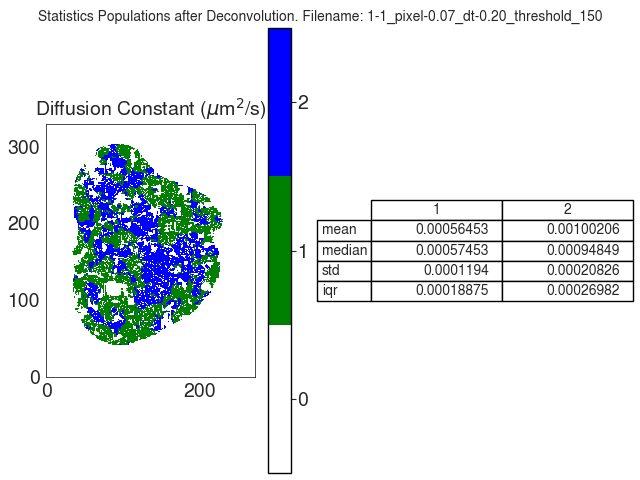 Statistics Populations after Deconvolution. Filename: 1-1_pixel-0.07_dt-0.20_threshold_150
Diffusion Constant (μm²/s)
300
200
100
0
0 200
2
1
0
1 2
mean 0.00056453 0.00100206
median 0.00057453 0.00094849
std 0.0001194 0.00020826
iqr 0.00018875 0.00026982